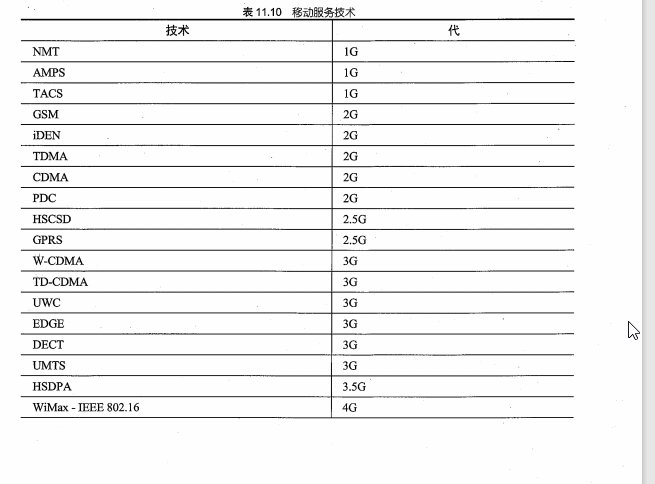 表 11.10 移动服务技术
技术 代
NMT 1G
AMPS 1G
TACS 1G
GSM 2G
iDEN 2G
TDMA 2G
CDMA 2G
PDC 2G
HSCSD 2.5G
GPRS 2.5G
W-CDMA 3G
TD-CDMA 3G
UWC 3G
EDGE 3G
DECT 3G
UMTS 3G
HSDPA 3.5G
WiMax - IEEE 802.16 4G